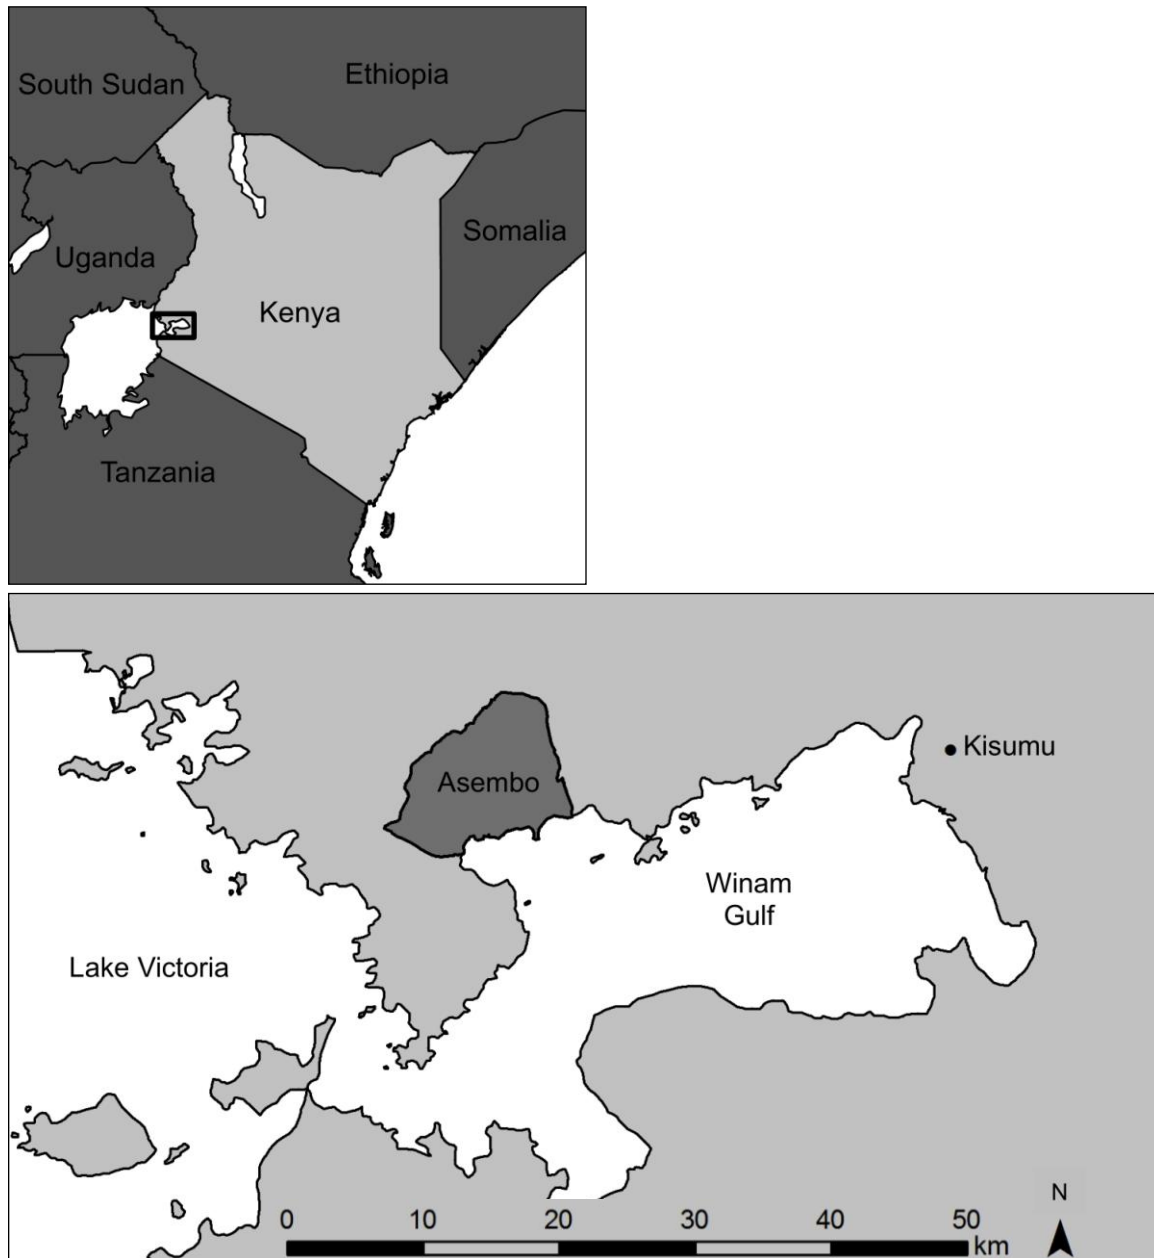 South Sudan
Ethiopia
Somalia
Uganda
Kenya
Tanzania
Kisumu
Asembo
Winam
Gulf
Lake Victoria
N
0 10 20 30 40 50
km